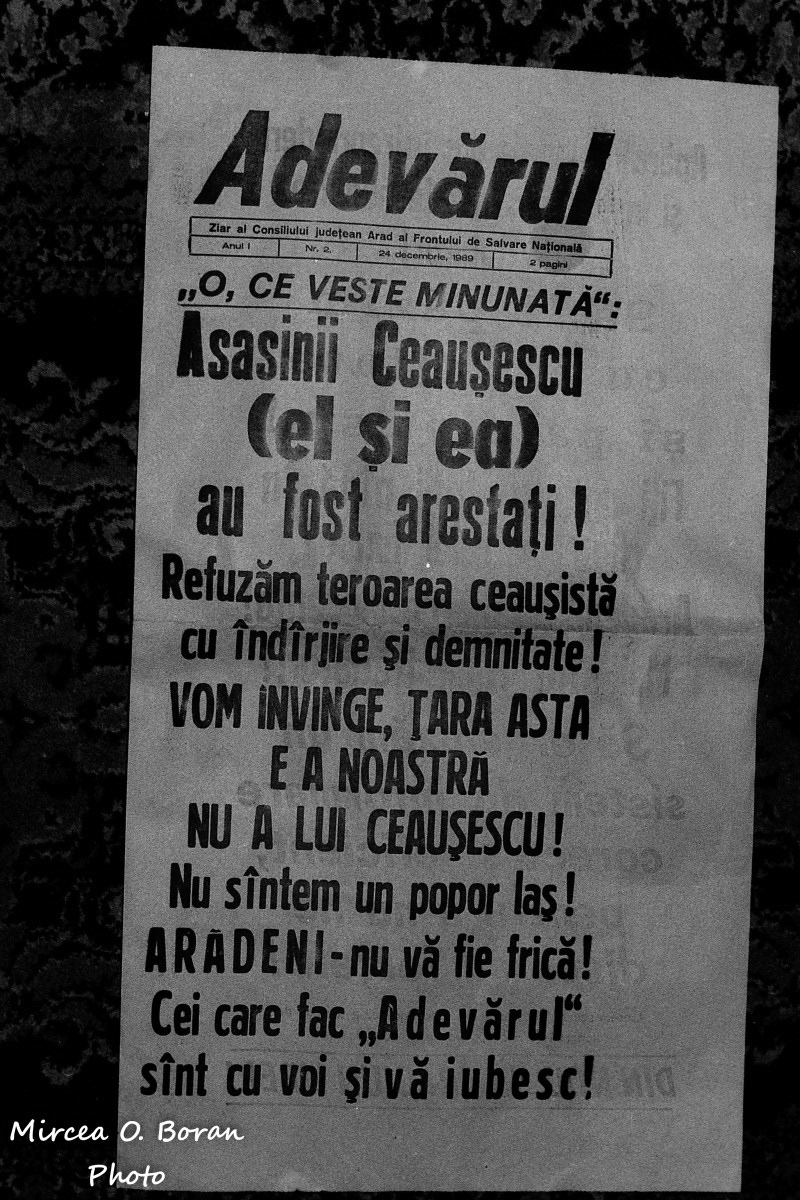 Adevărul
Ziar al Consiliului județean Arad al Frontului de Salvare Națională
Anul I Nr. 2. 24 decembrie, 1989 2 pagini
„O, CE VESTE MINUNATĂ“:
Asasinii Ceaușescu
(el și ea)
au fost arestați!
Refuzăm teroarea ceaușistă
cu îndîrjire și demnitate!
VOM ÎNVINGE, ȚARA ASTA
E A NOASTRĂ
NU A LUI CEAUȘESCU!
Nu sîntem un popor laș!
ARĂDENI-nu vă fie frică!
Cei care fac „Adevărul“
sînt cu voi și vă iubesc!
Mircea O. Boran
Photo